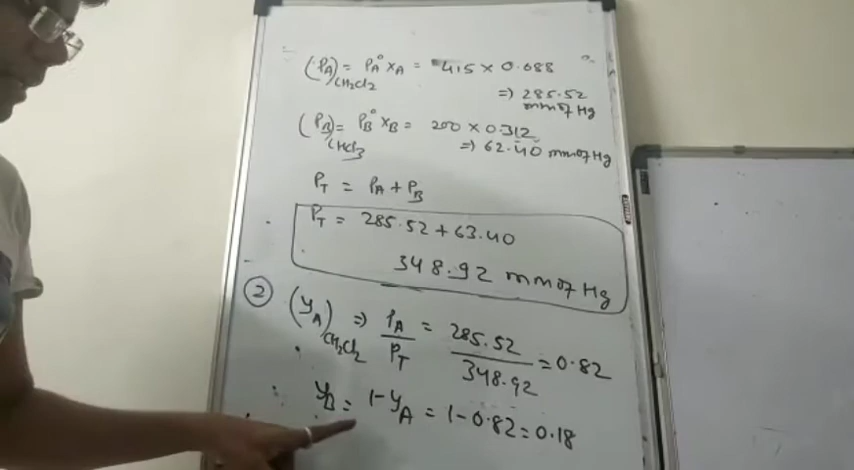 (PA)CH2Cl2 = PA° XA = 415 × 0.688
⇒ 285.52 mm of Hg
(PB)CHCl3 = PB° XB = 200 × 0.312
⇒ 62.40 mm of Hg
PT = PA + PB
PT = 285.52 + 63.40
348.92 mm of Hg
② (yA)CH2Cl2 ⇒ PA/PT = 285.52/348.92 = 0.82
yB = 1 - yA = 1 - 0.82 = 0.18